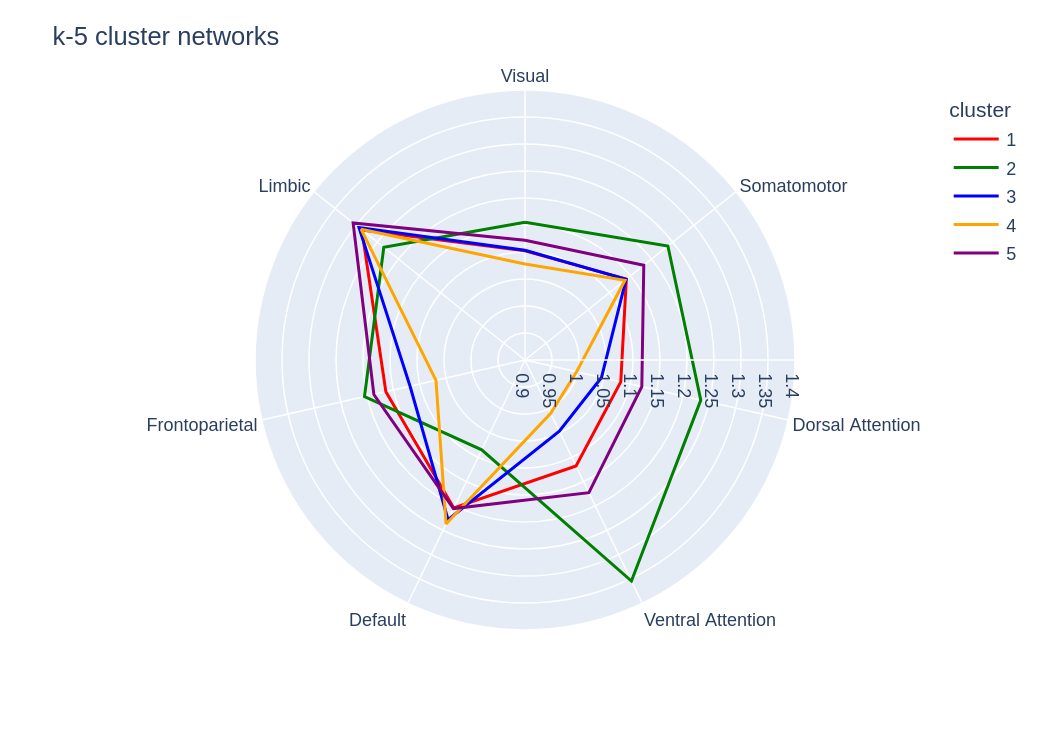 k-5 cluster networks
Visual
cluster
1
2
3
4
5
Limbic
Somatomotor
0.9
0.95
1
1.05
1.1
1.15
1.2
1.25
1.3
1.35
1.4
Frontoparietal
Dorsal Attention
Default
Ventral Attention